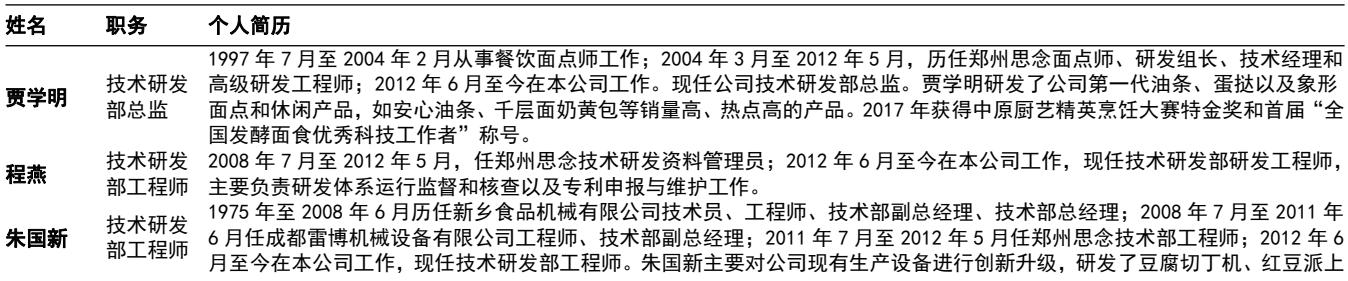 姓名 职务 个人简历
1997 年 7 月至 2004 年 2 月从事餐饮面点师工作；2004 年 3 月至 2012 年 5 月，历任郑州思念面点师、研发组长、技术经理和
贾学明 技术研发 高级研发工程师；2012 年 6 月至今在本公司工作。现任公司技术研发部总监。贾学明研发了公司第一代油条、蛋挞以及象形
部总监 面点和休闲产品，如安心油条、千层面奶黄包等销量高、热点高的产品。2017 年获得中原厨艺精英烹饪大赛特金奖和首届“全
国发酵面食优秀科技工作者”称号。
程燕 技术研发 2008 年 7 月至 2012 年 5 月，任郑州思念技术研发资料管理员；2012 年 6 月至今在本公司工作，现任技术研发部研发工程师，
部工程师 主要负责研发体系运行监督和核查以及专利申报与维护工作。
1975 年至 2008 年 6 月历任新乡食品机械有限公司技术员、工程师、技术部副总经理、技术部总经理；2008 年 7 月至 2011 年
朱国新 技术研发 6 月任成都雷博机械设备有限公司工程师、技术部副总经理；2011 年 7 月至 2012 年 5 月任郑州思念技术部工程师；2012 年 6
部工程师 月至今在本公司工作，现任技术研发部工程师。朱国新主要对公司现有生产设备进行创新升级，研发了豆腐切丁机、红豆派上